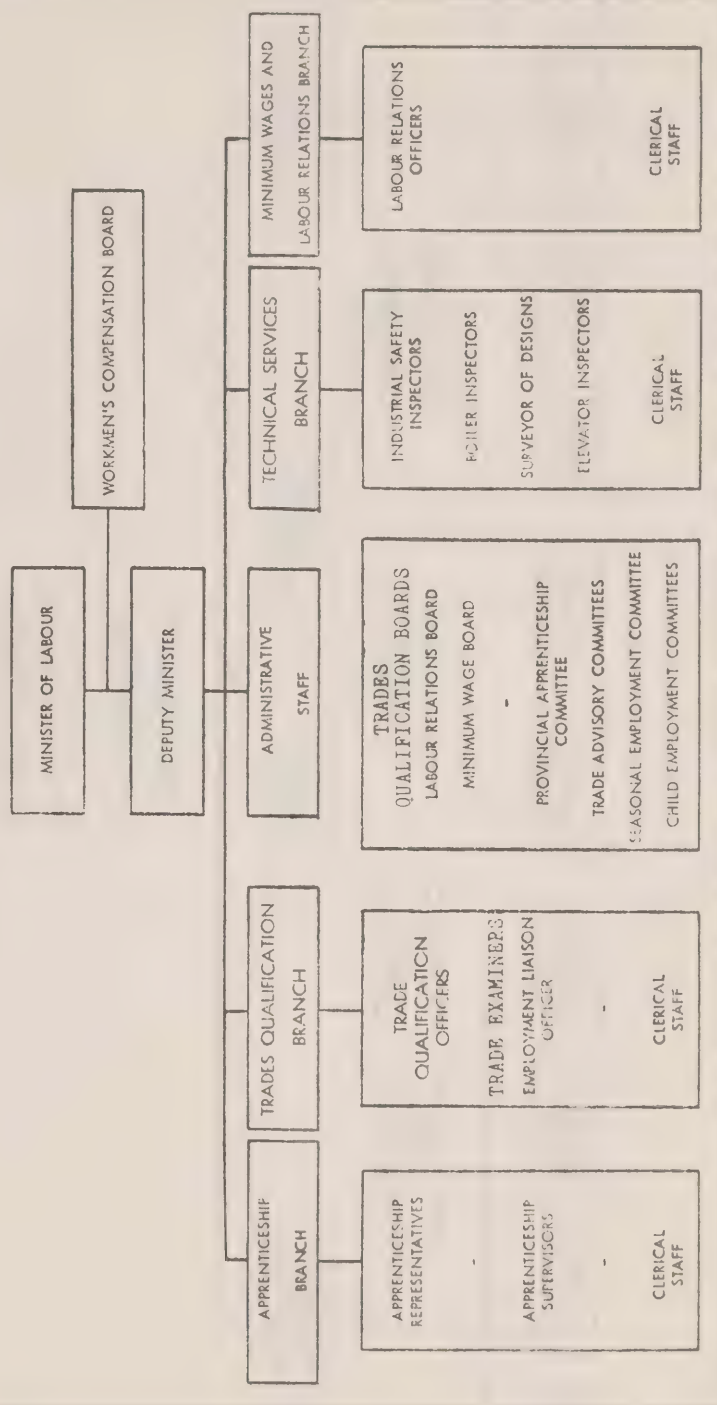 MINISTER OF LABOUR
WORKMEN'S COMPENSATION BOARD
DEPUTY MINISTER
APPRENTICESHIP
BRANCH
TRADES QUALIFICATION
BRANCH
ADMINISTRATIVE
STAFF
TECHNICAL SERVICES
BRANCH
MINIMUM WAGES AND
LABOUR RELATIONS BRANCH
APPRENTICESHIP
REPRESENTATIVES
-
APPRENTICESHIP
SUPERVISORS
-
CLERICAL
STAFF
TRADE
QUALIFICATION
OFFICERS
TRADE EXAMINERS
EMPLOYMENT LIAISON
OFFICER
-
CLERICAL
STAFF
TRADES
QUALIFICATION BOARDS
LABOUR RELATIONS BOARD
MINIMUM WAGE BOARD
-
PROVINCIAL APPRENTICESHIP
COMMITTEE
TRADE ADVISORY COMMITTEES
SEASONAL EMPLOYMENT COMMITTEE
CHILD EMPLOYMENT COMMITTEES
INDUSTRIAL SAFETY
INSPECTORS
BOILER INSPECTORS
SURVEYOR OF DESIGNS
ELEVATOR INSPECTORS
CLERICAL
STAFF
LABOUR RELATIONS
OFFICERS
CLERICAL
STAFF